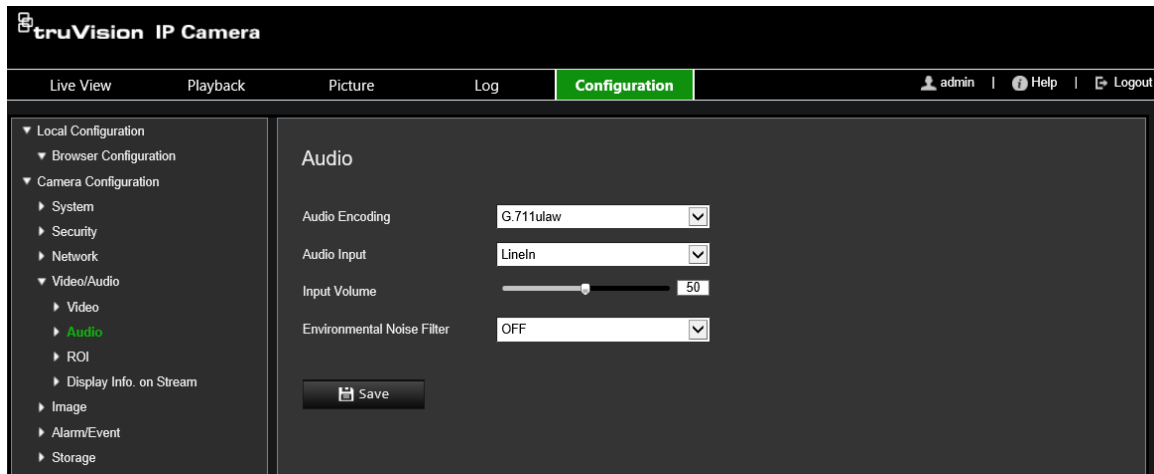 truVision IP Camera
Live View Playback Picture Log Configuration admin | Help | Logout
Local Configuration
Browser Configuration
Camera Configuration
System
Security
Network
Video/Audio
Video
Audio
ROI
Display Info. on Stream
Image
Alarm/Event
Storage
Audio
Audio Encoding G.711ulaw
Audio Input LineIn
Input Volume 50
Environmental Noise Filter OFF
Save